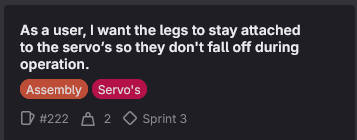 As a user, I want the legs to stay attached
to the servo's so they don't fall off during
operation.
Assembly Servo's
#222 2 Sprint 3